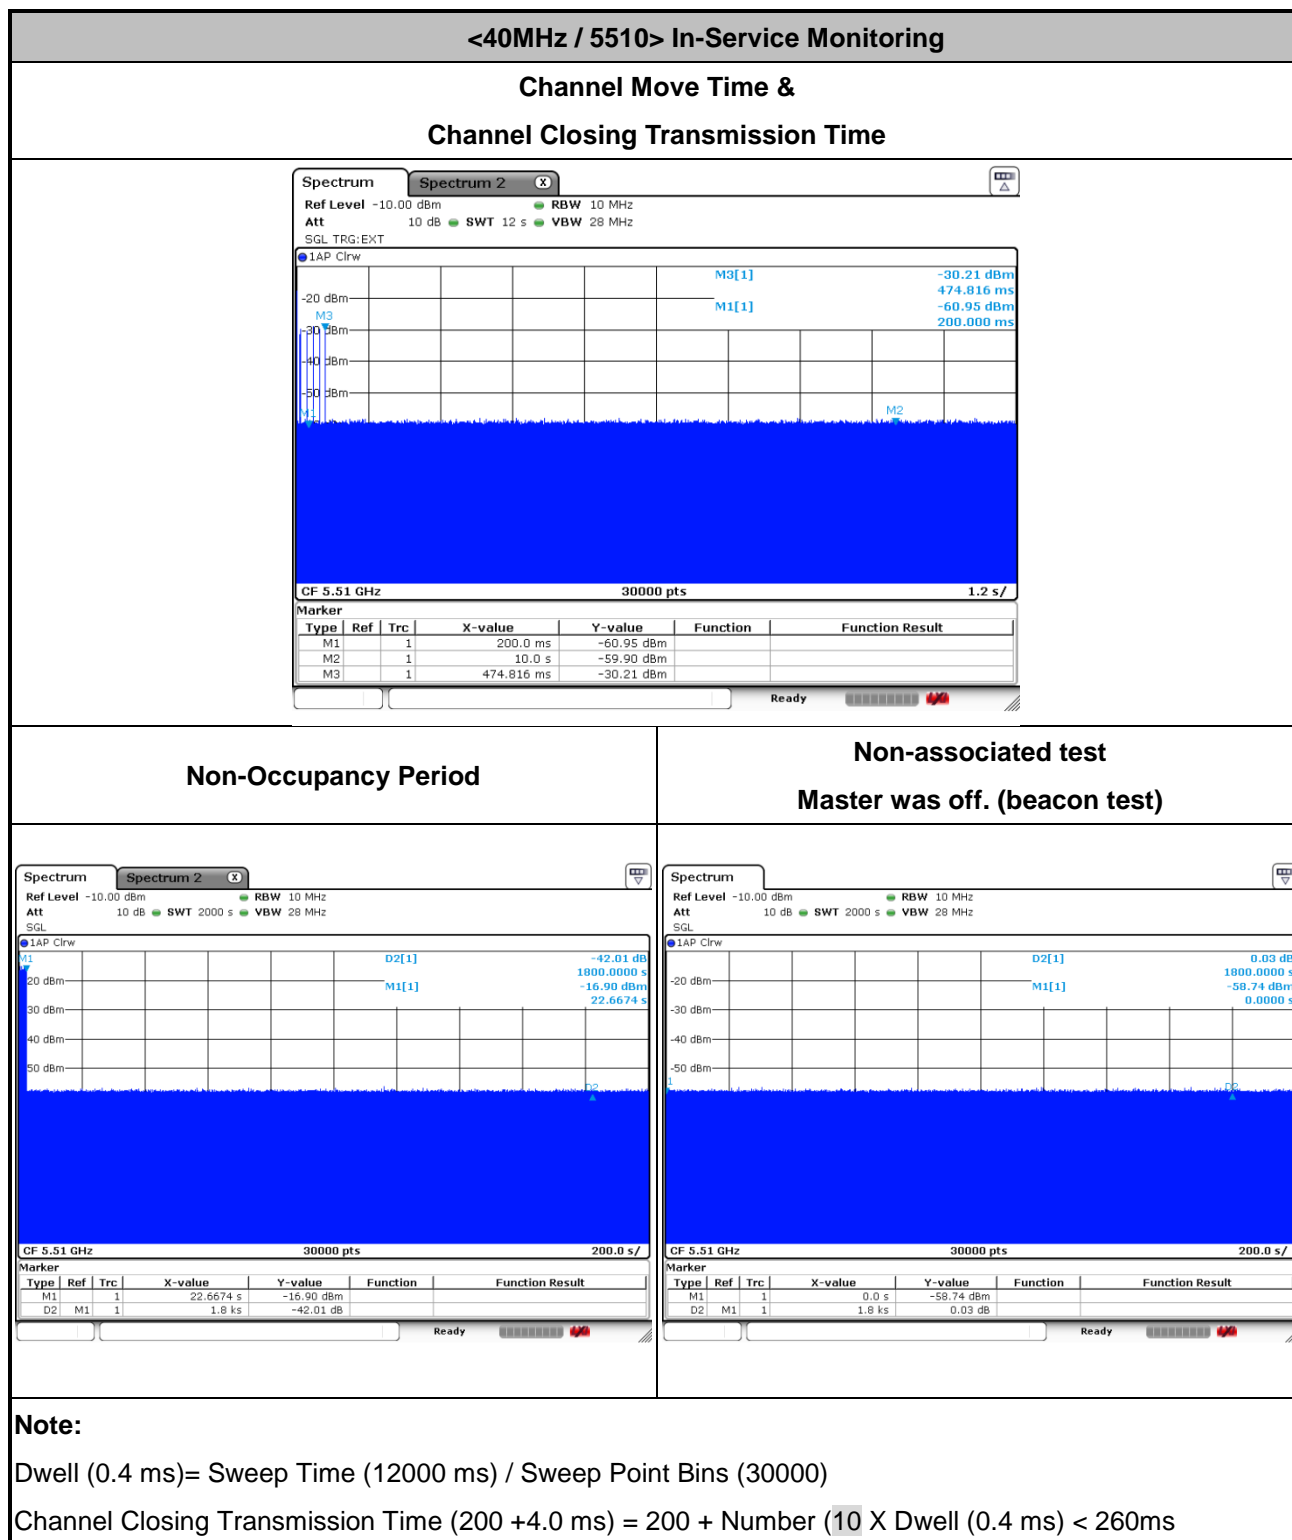 <40MHz / 5510> In-Service Monitoring
Channel Move Time &
Channel Closing Transmission Time
Spectrum
Spectrum 2
X
Ref Level -10.00 dBm
RBW 10 MHz
Att 10 dB SWT 12 s VBW 28 MHz
SGL TRG:EXT
1AP Clrw
M3[1] -30.21 dBm
474.816 ms
M1[1] -60.95 dBm
200.000 ms
-20 dBm
M3
-30 dBm
-40 dBm
-50 dBm
M1
M2
CF 5.51 GHz 30000 pts 1.2 s/
Marker
Type Ref Trc X-value Y-value Function Function Result
M1 1 200.0 ms -60.95 dBm
M2 1 10.0 s -59.90 dBm
M3 1 474.816 ms -30.21 dBm
Ready
Non-Occupancy Period
Non-associated test
Master was off. (beacon test)
Spectrum
Spectrum 2
X
Ref Level -10.00 dBm
RBW 10 MHz
Att 10 dB SWT 2000 s VBW 28 MHz
SGL
1AP Clrw
M1
D2[1] -42.01 dB
1800.0000 s
M1[1] -16.90 dBm
22.6674 s
20 dBm
30 dBm
40 dBm
50 dBm
D2
CF 5.51 GHz 30000 pts 200.0 s/
Marker
Type Ref Trc X-value Y-value Function Function Result
M1 1 22.6674 s -16.90 dBm
D2 M1 1 1.8 ks -42.01 dB
Ready
Spectrum
Ref Level -10.00 dBm
RBW 10 MHz
Att 10 dB SWT 2000 s VBW 28 MHz
SGL
1AP Clrw
D2[1] 0.03 dB
1800.0000 s
M1[1] -58.74 dBm
0.0000 s
-20 dBm
-30 dBm
-40 dBm
-50 dBm
1
D2
CF 5.51 GHz 30000 pts 200.0 s/
Marker
Type Ref Trc X-value Y-value Function Function Result
M1 1 0.0 s -58.74 dBm
D2 M1 1 1.8 ks 0.03 dB
Ready
Note:
Dwell (0.4 ms)= Sweep Time (12000 ms) / Sweep Point Bins (30000)
Channel Closing Transmission Time (200 +4.0 ms) = 200 + Number (10 X Dwell (0.4 ms) < 260ms